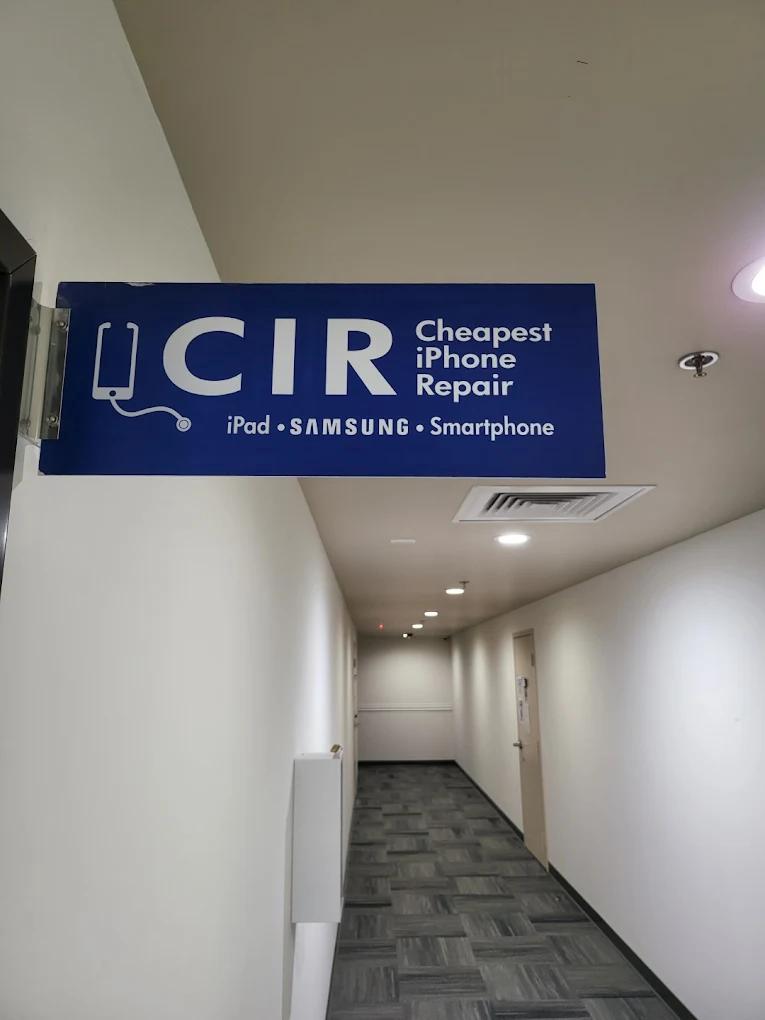 CIR
Cheapest
iPhone
Repair
iPad • SAMSUNG • Smartphone